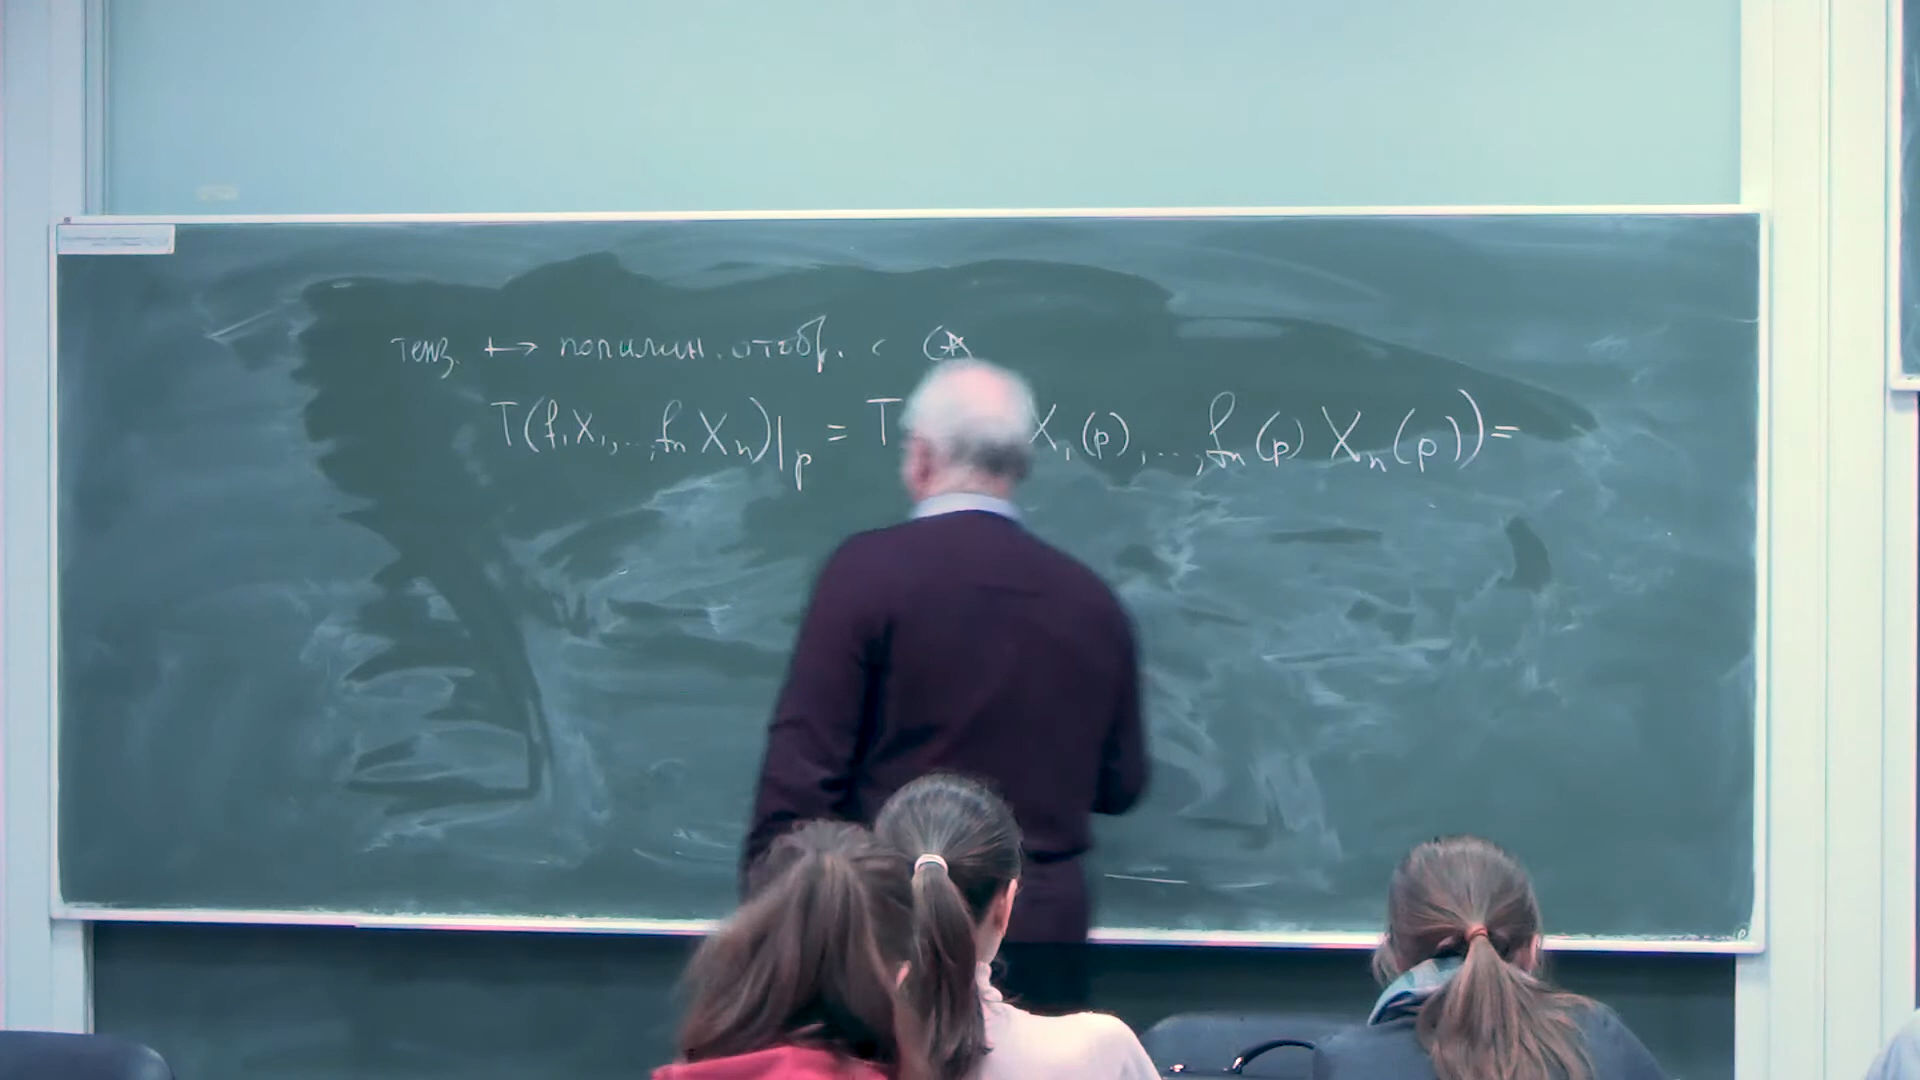 тенз. ↔ полилин. отобр. с (*)
T(f₁X₁,...,fₙXₙ)|ₚ = T X₁(p),...,fₙ(p)Xₙ(p))=